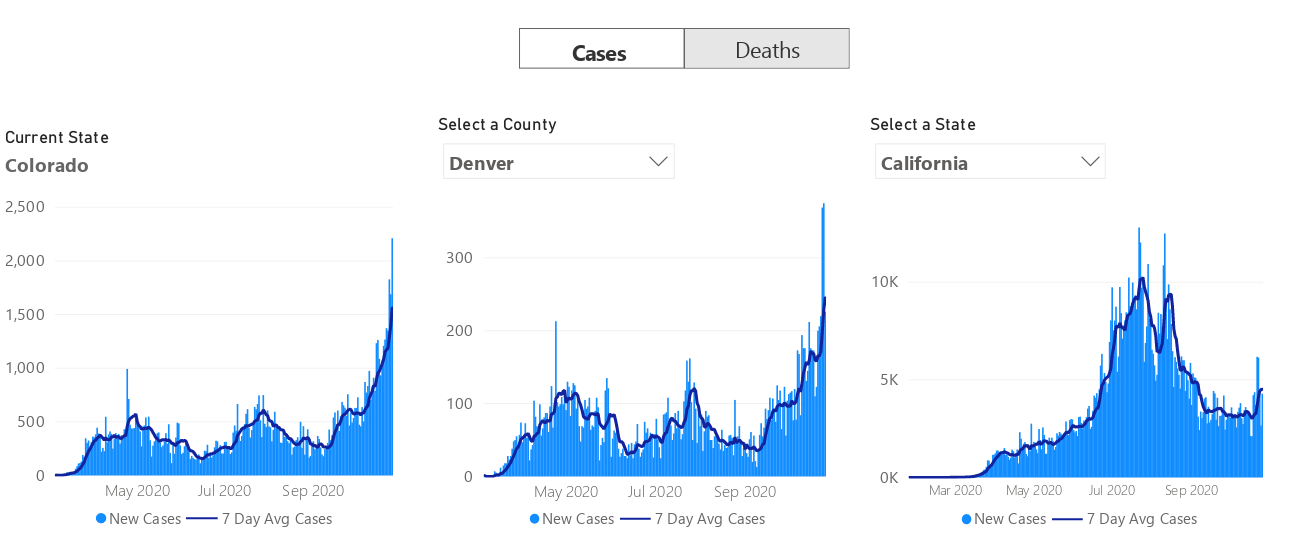 Cases
Deaths
Current State
Colorado
2,500
2,000
1,500
1,000
500
0
May 2020
Jul 2020
Sep 2020
New Cases
7 Day Avg Cases
Select a County
Denver
300
200
100
0
May 2020
Jul 2020
Sep 2020
New Cases
7 Day Avg Cases
Select a State
California
10K
5K
0K
Mar 2020
May 2020
Jul 2020
Sep 2020
New Cases
7 Day Avg Cases